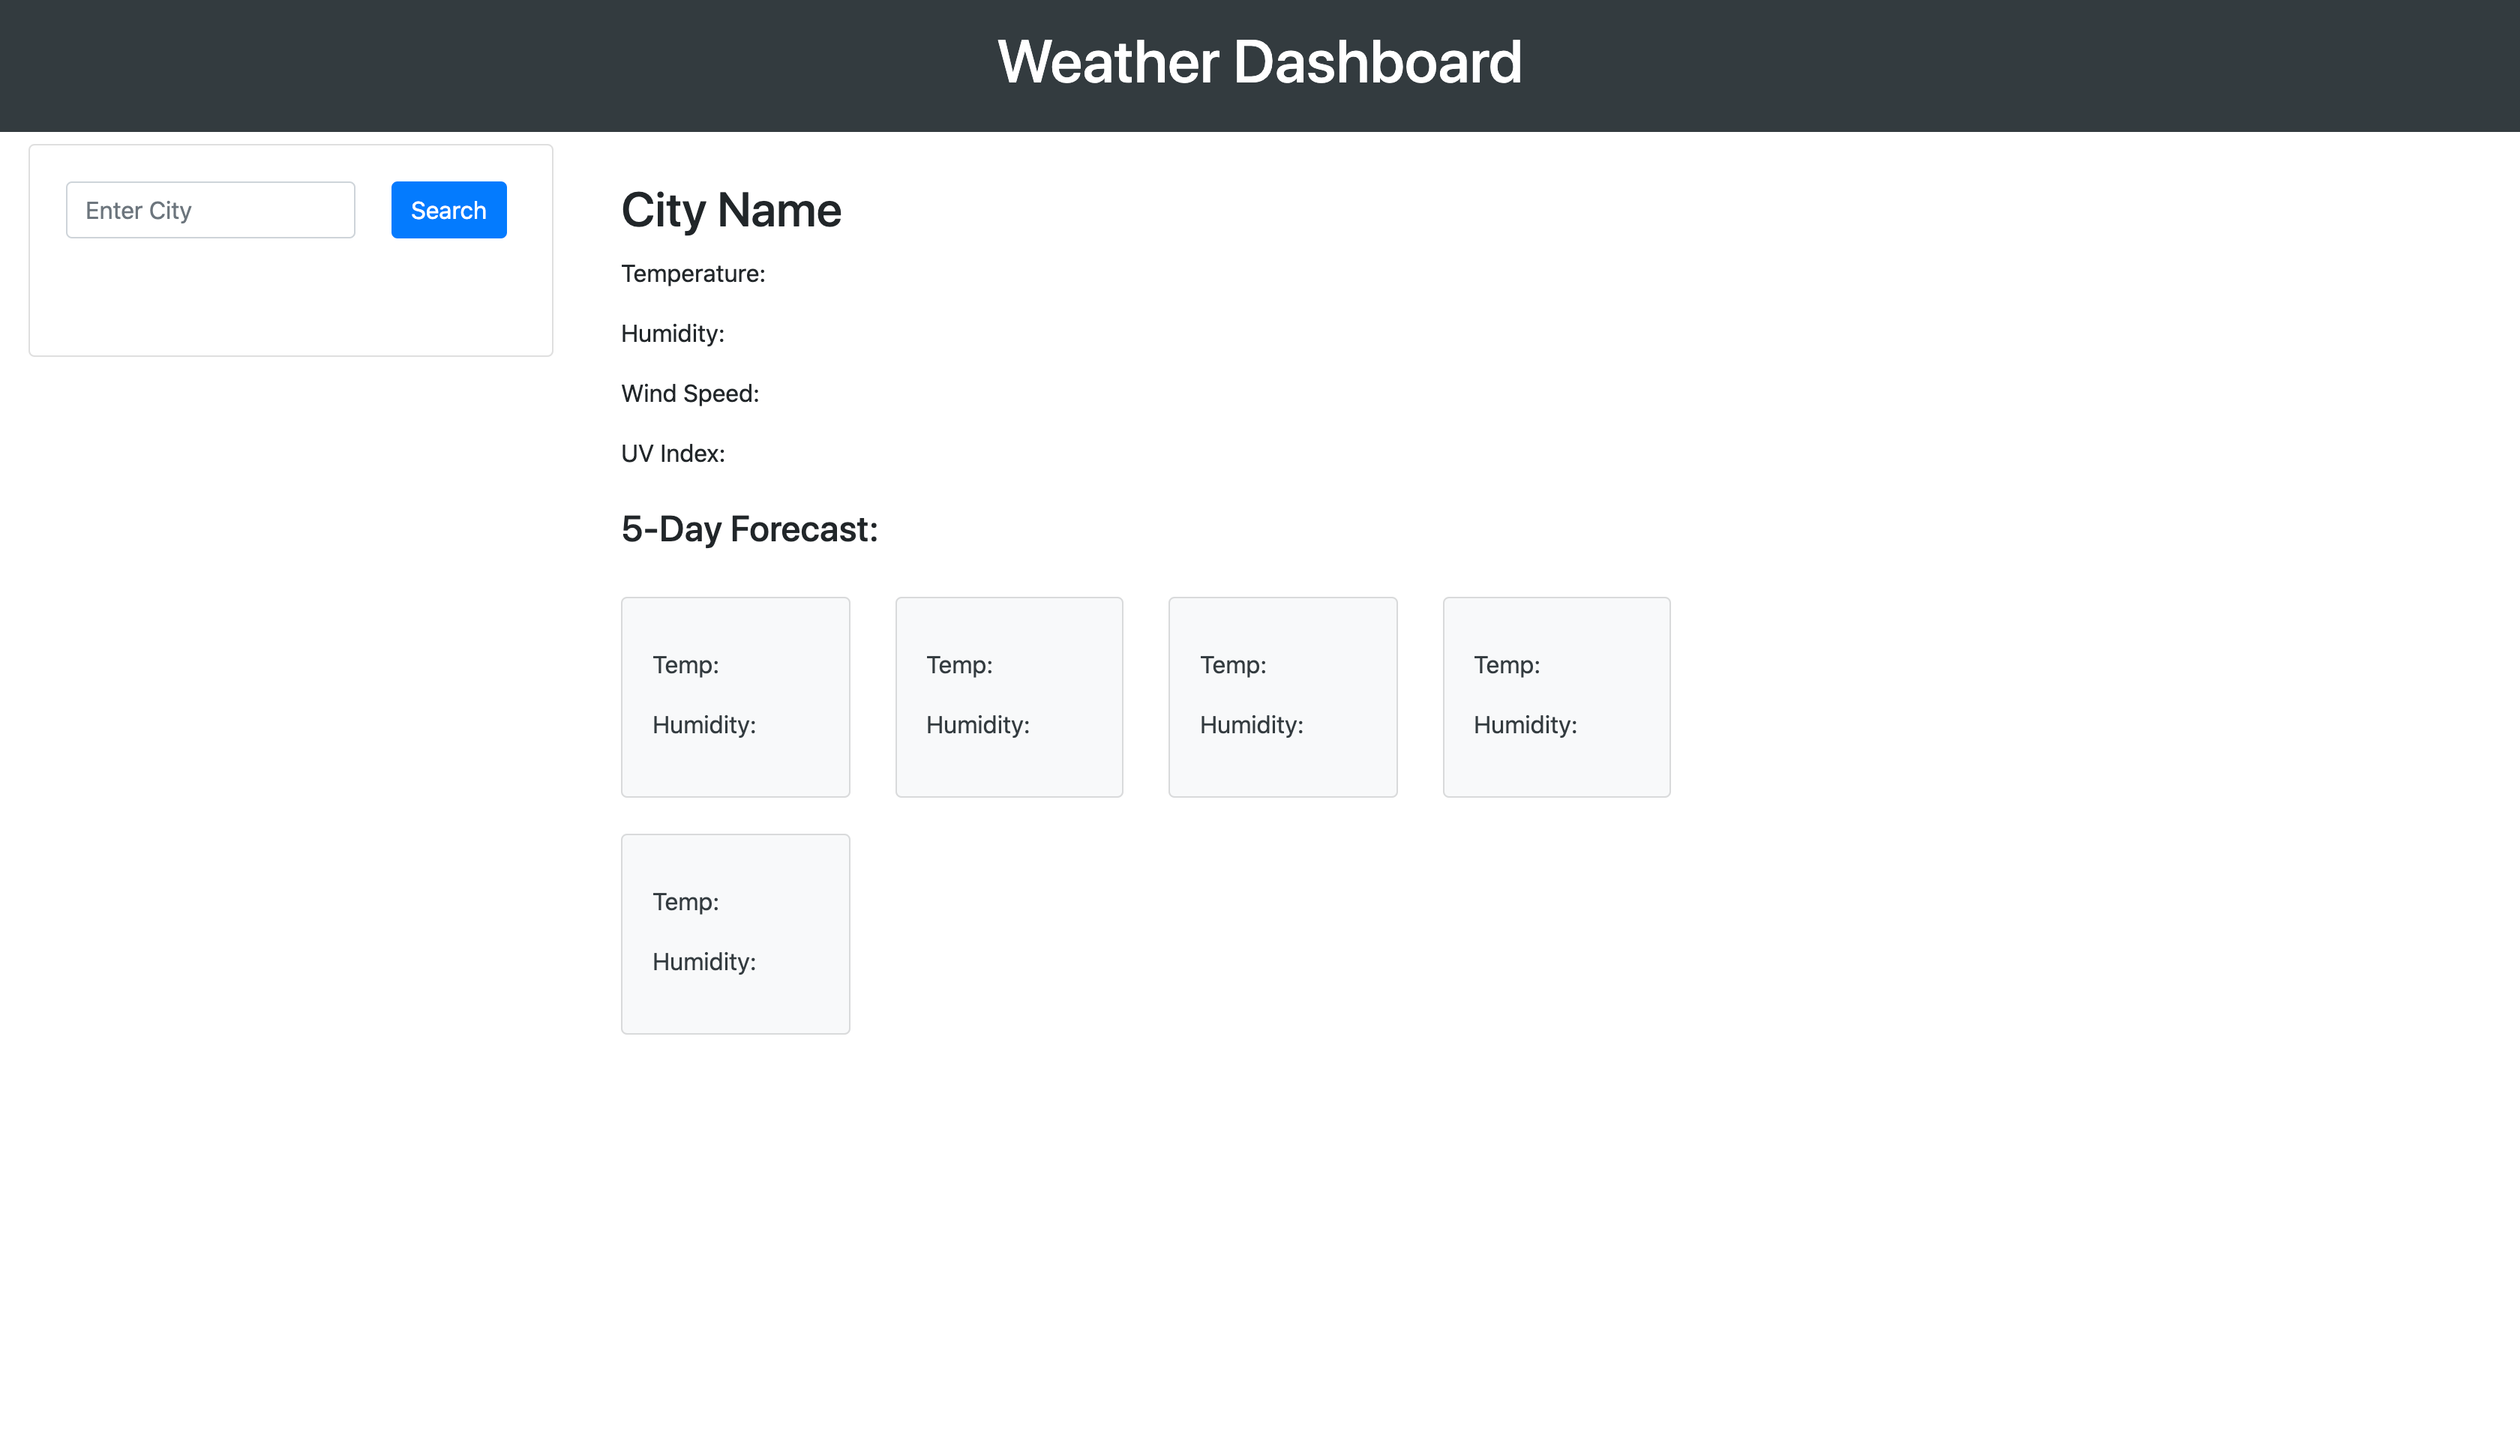 Weather Dashboard
Enter City
Search
City Name
Temperature:
Humidity:
Wind Speed:
UV Index:
5-Day Forecast:
Temp:
Humidity:
Temp:
Humidity:
Temp:
Humidity:
Temp:
Humidity:
Temp:
Humidity: